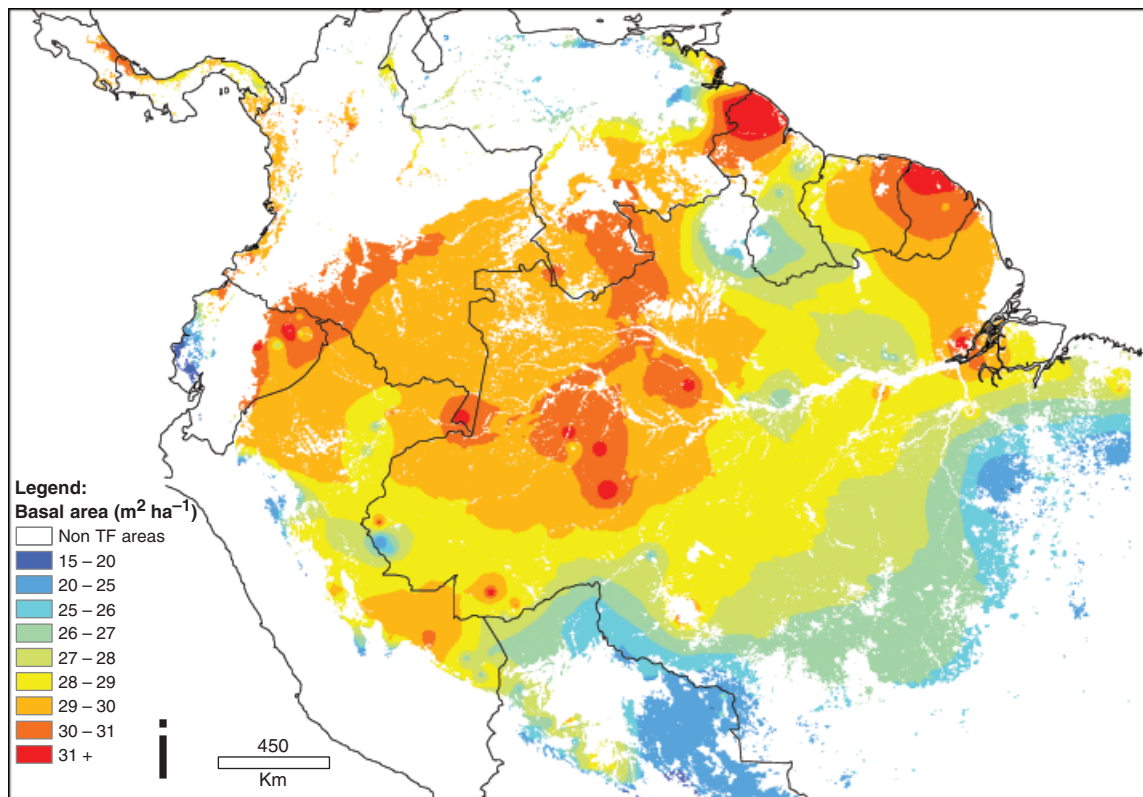 Legend:
Basal area (m² ha⁻¹)
Non TF areas
15 – 20
20 – 25
25 – 26
26 – 27
27 – 28
28 – 29
29 – 30
30 – 31
31 +
i
450
Km